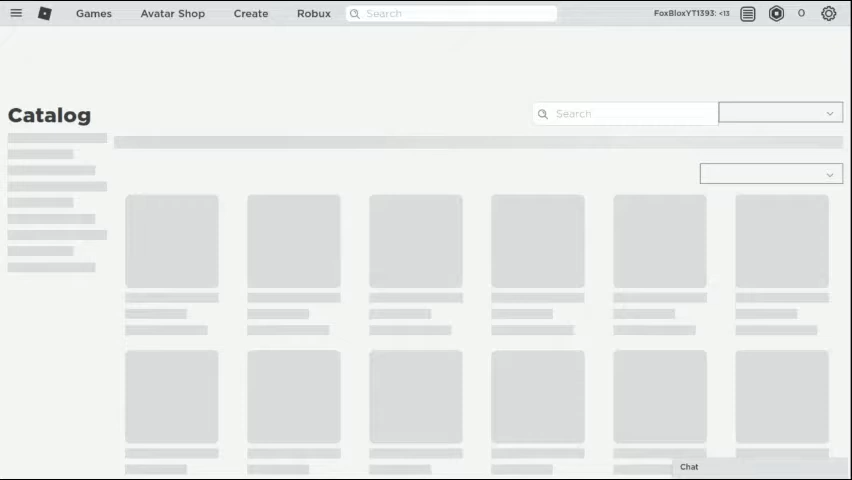 Games Avatar Shop Create Robux Search FoxBloxYT1393: <13 0
Catalog Search
Chat